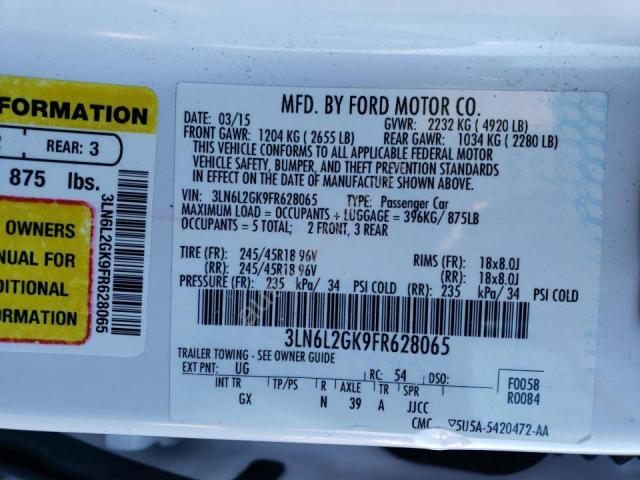 FORMATION
REAR: 3
875 lbs.
OWNERS
NUAL FOR
DITIONAL
FORMATION
3LN6L2GK9FR628065
MFD. BY FORD MOTOR CO.
DATE: 03/15 GVWR: 2232 KG ( 4920 LB)
FRONT GAWR: 1204 KG ( 2655 LB) REAR GAWR: 1034 KG ( 2280 LB)
THIS VEHICLE CONFORMS TO ALL APPLICABLE FEDERAL MOTOR
VEHICLE SAFETY, BUMPER, AND THEFT PREVENTION STANDARDS
IN EFFECT ON THE DATE OF MANUFACTURE SHOWN ABOVE.
VIN: 3LN6L2GK9FR628065 TYPE: Passenger Car
MAXIMUM LOAD = OCCUPANTS + LUGGAGE = 396KG/ 875LB
OCCUPANTS = 5 TOTAL; 2 FRONT, 3 REAR
TIRE (FR): 245/45R18 96V RIMS (FR): 18x8.0J
(RR): 245/45R18 96V (RR): 18x8.0J
PRESSURE (FR): 235 kPa/ 34 PSI COLD (RR): 235 kPa/ 34 PSI COLD
3LN6L2GK9FR628065
TRAILER TOWING - SEE OWNER GUIDE
EXT PNT: UG RC: 54 DSO: F0058
INT TR TP/PS R AXLE TR SPR R0084
GX N 39 A JJCC
CMC 5U5A-5420472-AA